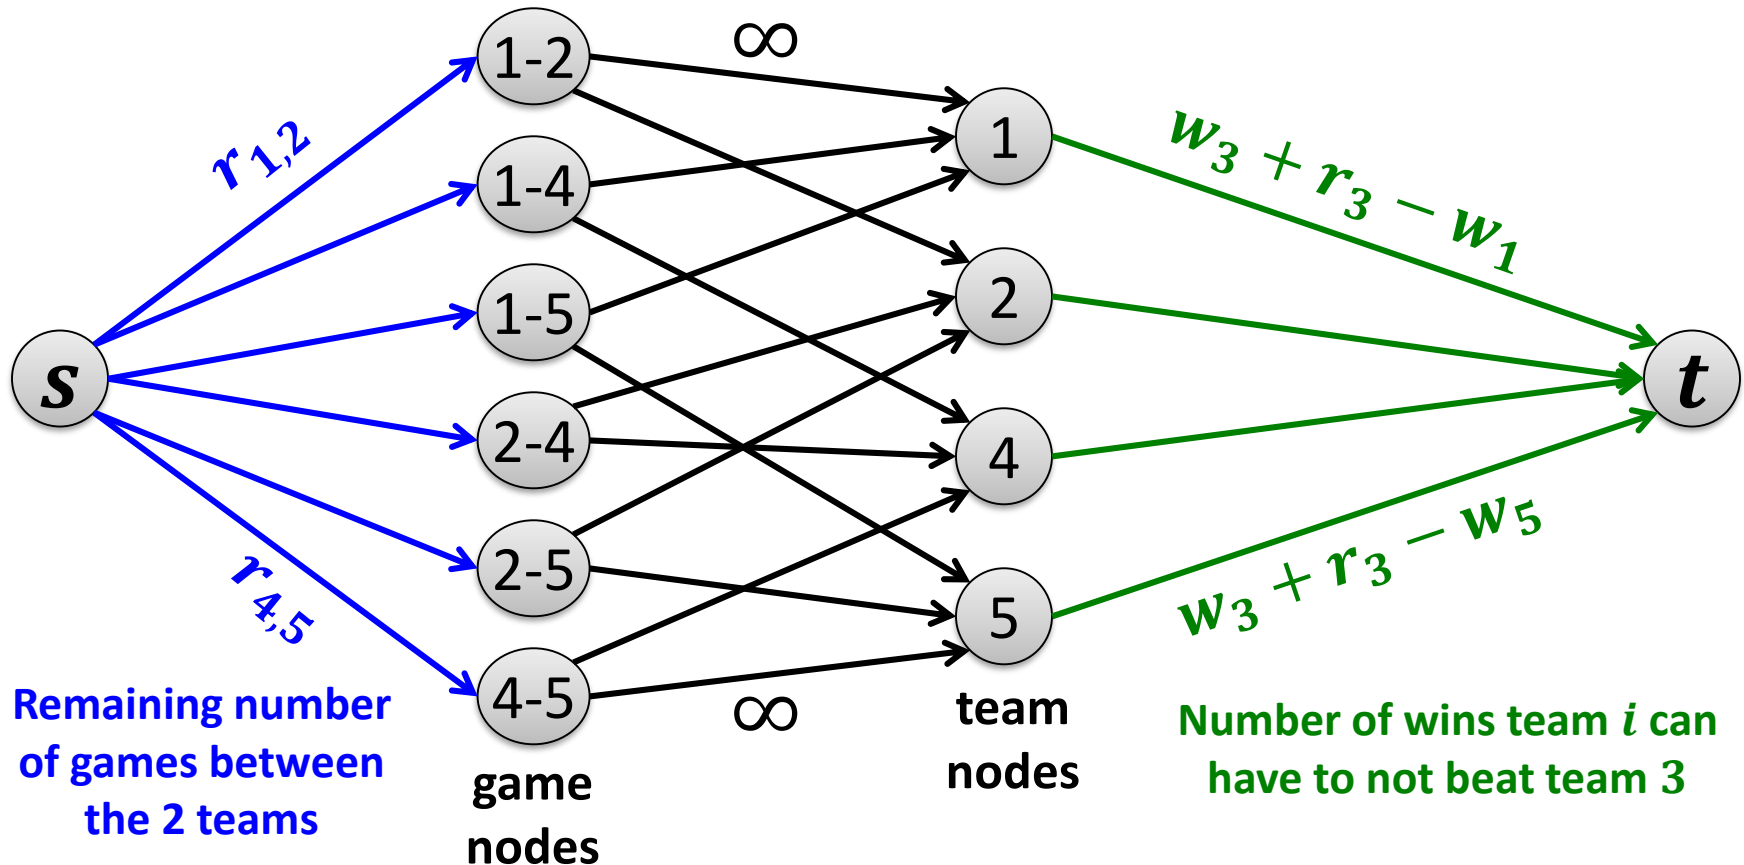 ∞
1-2
1
r1,2
w3 + r3 − w1
1-4
2
1-5
s
t
2-4
4
2-5
5
r4,5
w3 + r3 − w5
4-5
∞
Remaining number
of games between
the 2 teams
game
nodes
team
nodes
Number of wins team i can
have to not beat team 3